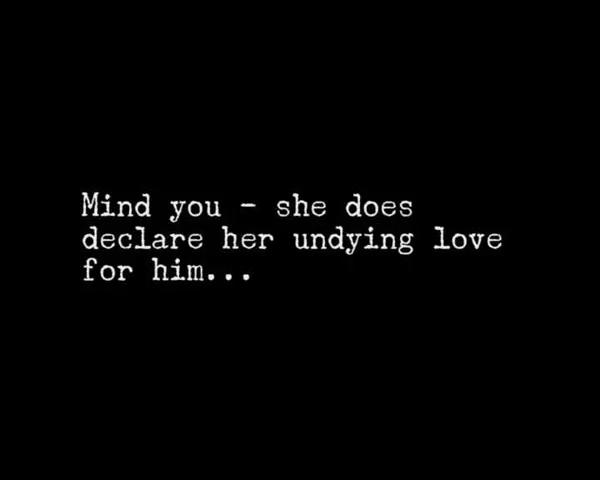 Mind you - she does
declare her undying love
for him...